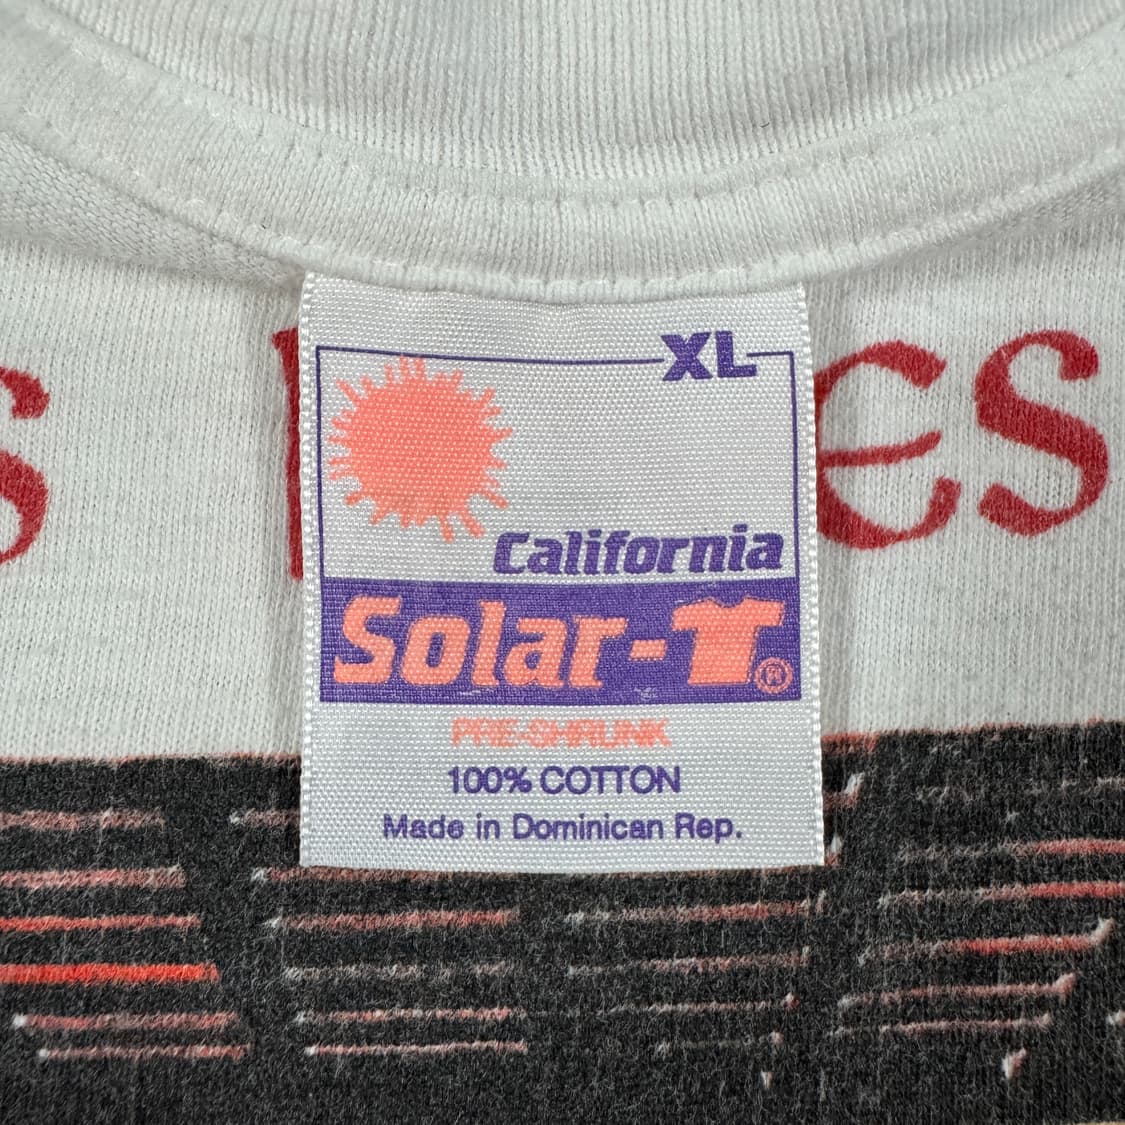 XL
California
Solar-T®
PRE-SHRUNK
100% COTTON
Made in Dominican Rep.